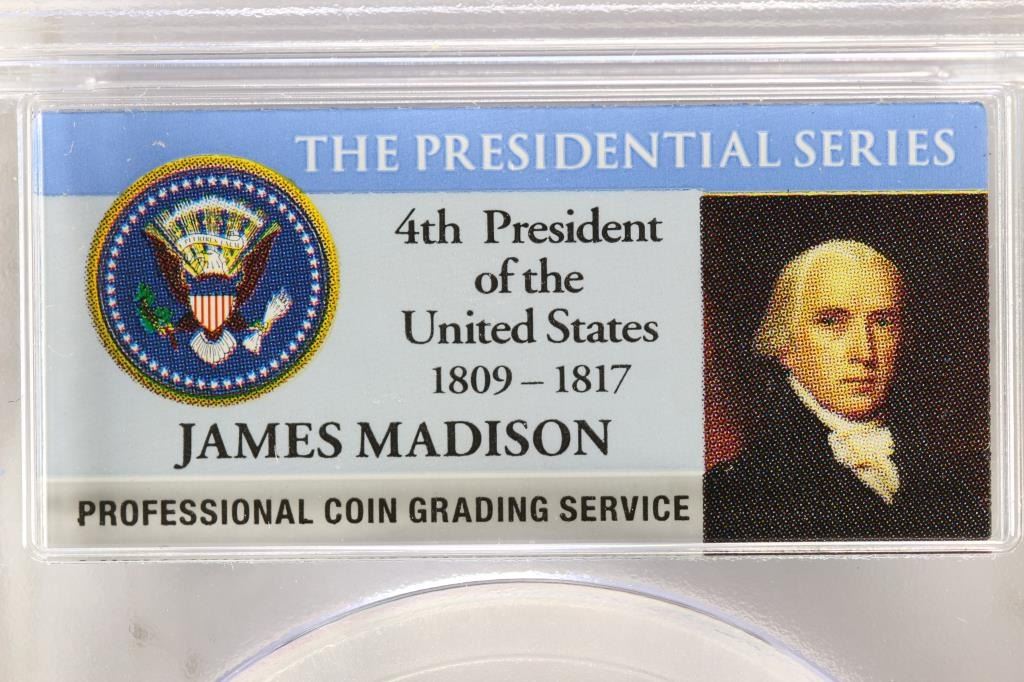 THE PRESIDENTIAL SERIES
4th President
of the
United States
1809 – 1817
JAMES MADISON
PROFESSIONAL COIN GRADING SERVICE